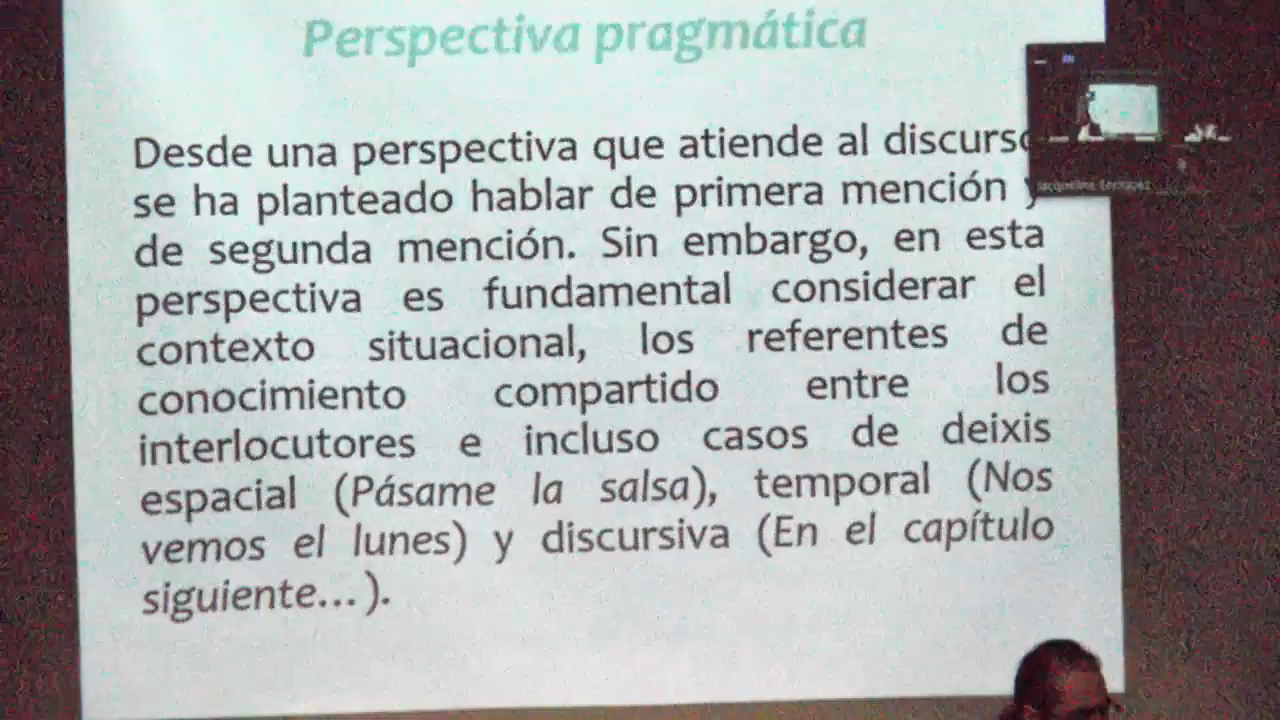 Perspectiva pragmática
Desde una perspectiva que atiende al discurso
se ha planteado hablar de primera mención y
de segunda mención. Sin embargo, en esta
perspectiva es fundamental considerar el
contexto situacional, los referentes de
conocimiento compartido entre los
interlocutores e incluso casos de deixis
espacial (Pásame la salsa), temporal (Nos
vemos el lunes) y discursiva (En el capítulo
siguiente... ).